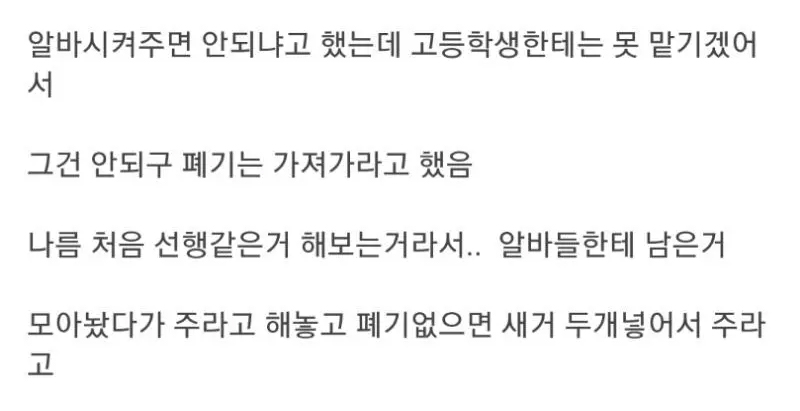 알바시켜주면 안되냐고 했는데 고등학생한테는 못 맡기겠어
서
그건 안되구 폐기는 가져가라고 했음
나름 처음 선행같은거 해보는거라서.. 알바들한테 남은거
모아놨다가 주라고 해놓고 폐기없으면 새거 두개넣어서 주라
고